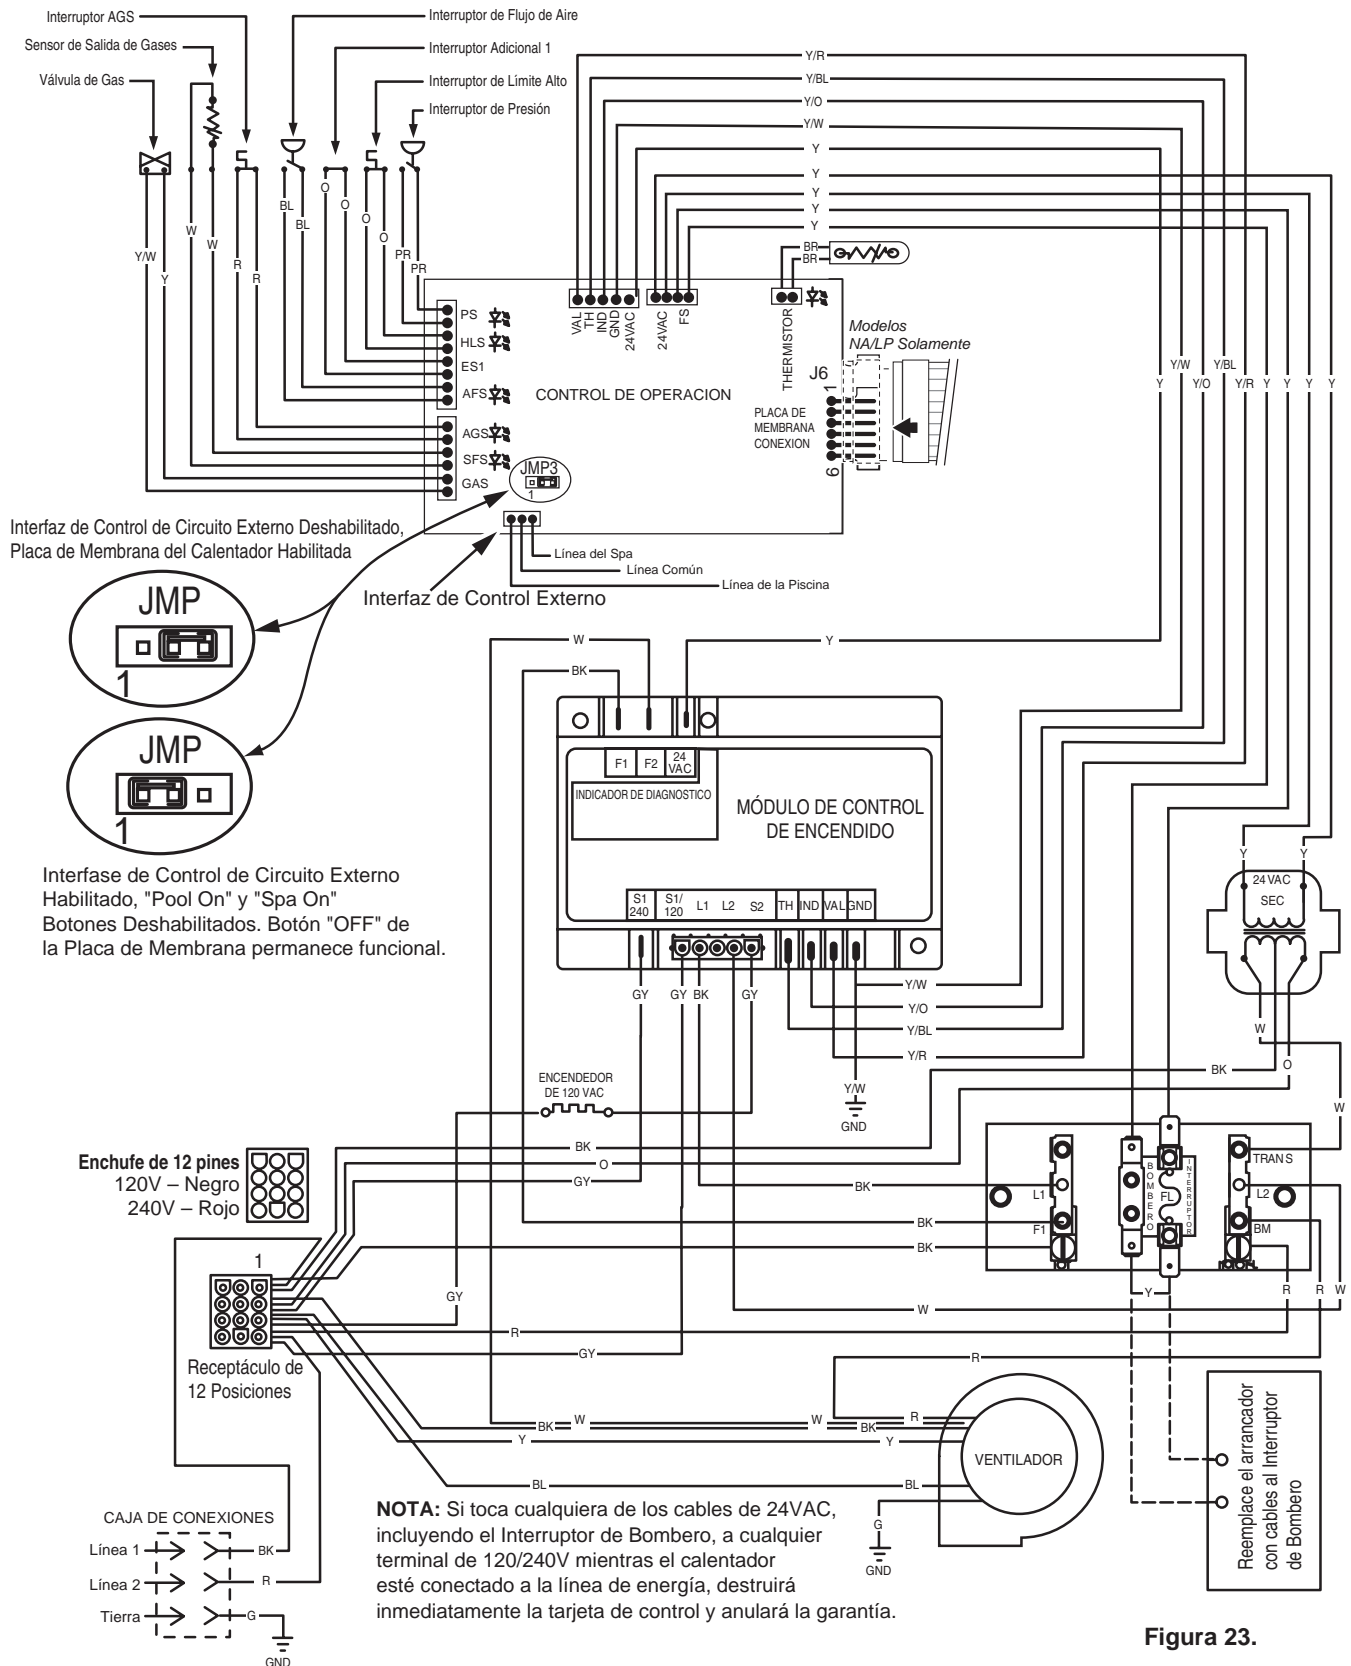 Interruptor AGS
Sensor de Salida de Gases
Válvula de Gas
Interruptor de Flujo de Aire
Interruptor Adicional 1
Interruptor de Límite Alto
Interruptor de Presión
Y/R
Y/BL
Y/O
Y/W
Y
Y
Y
Y
Y
BR
BR
Y/W
Y
W
W
R
R
BL
BL
O
O
O
O
PR
PR
PS
HLS
ES1
AFS
AGS
SFS
GAS
VAL
TH
IND
GND
24VAC
24VAC
FS
THERMISTOR
CONTROL DE OPERACION
Modelos
NA/LP Solamente
J6
1
6
PLACA DE
MEMBRANA
CONEXION
JMP3
1
Y
Y/W
Y/O
Y/BL
Y/R
Y
Y
Y
Y
Interfaz de Control de Circuito Externo Deshabilitado,
Placa de Membrana del Calentador Habilitada
Línea del Spa
Línea Común
Línea de la Piscina
Interfaz de Control Externo
JMP
1
JMP
1
Interfase de Control de Circuito Externo
Habilitado, "Pool On" y "Spa On"
Botones Deshabilitados. Botón "OFF" de
la Placa de Membrana permanece funcional.
W
BK
Y
F1
F2
24
VAC
INDICADOR DE DIAGNOSTICO
MÓDULO DE CONTROL
DE ENCENDIDO
S1
240
S1/
120
L1
L2
S2
TH
IND
VAL
GND
GY
GY
BK
GY
Y/W
Y/O
Y/BL
Y/R
Y/W
GND
Y
Y
24 VAC
SEC
W
O
BK
W
ENCENDEDOR
DE 120 VAC
BK
O
GY
BK
BK
BK
Enchufe de 12 pines
120V – Negro
240V – Rojo
1
Receptáculo de
12 Posiciones
GY
W
R
GY
R
L1
F1
BOMBERO
FL
INTERRUPTOR
TRANS
L2
BM
Y
R
R
W
W
BK
Y
BL
W
BK
R
Y
BL
G
GND
VENTILADOR
Reemplace el arrancador
con cables al Interruptor
de Bombero
CAJA DE CONEXIONES
Línea 1
Línea 2
Tierra
BK
R
G
GND
NOTA: Si toca cualquiera de los cables de 24VAC,
incluyendo el Interruptor de Bombero, a cualquier
terminal de 120/240V mientras el calentador
esté conectado a la línea de energía, destruirá
inmediatamente la tarjeta de control y anulará la garantía.
Figura 23.